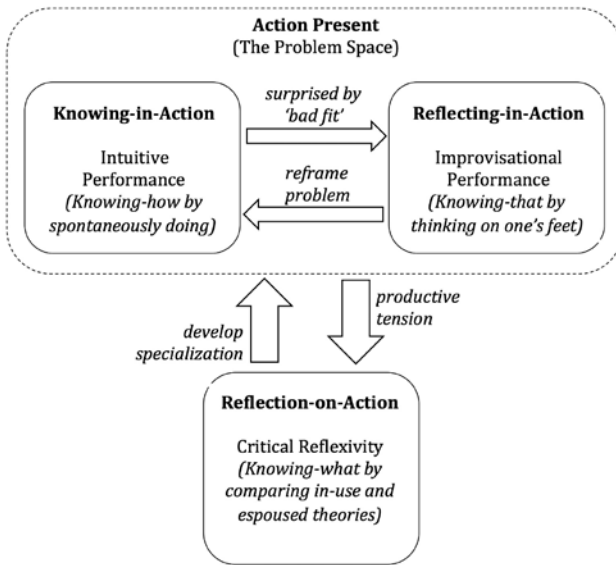 Action Present
(The Problem Space)
Knowing-in-Action
Intuitive
Performance
(Knowing-how by
spontaneously doing)
surprised by
‘bad fit’
reframe
problem
Reflecting-in-Action
Improvisational
Performance
(Knowing-that by
thinking on one’s feet)
develop
specialization
productive
tension
Reflection-on-Action
Critical Reflexivity
(Knowing-what by
comparing in-use and
espoused theories)